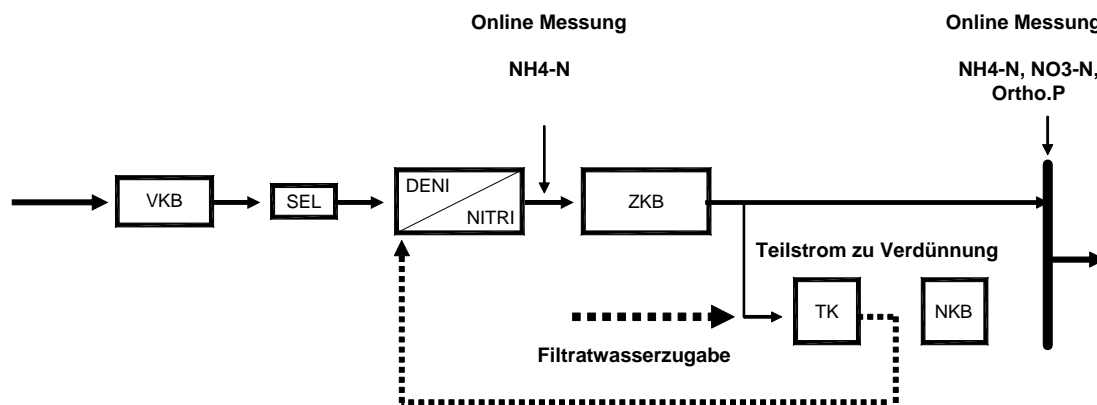 Online Messung
NH4-N
Online Messung
NH4-N, NO3-N,
Ortho.P
VKB
SEL
DENI
NITRI
ZKB
Teilstrom zu Verdünnung
TK
NKB
Filtratwasserzugabe